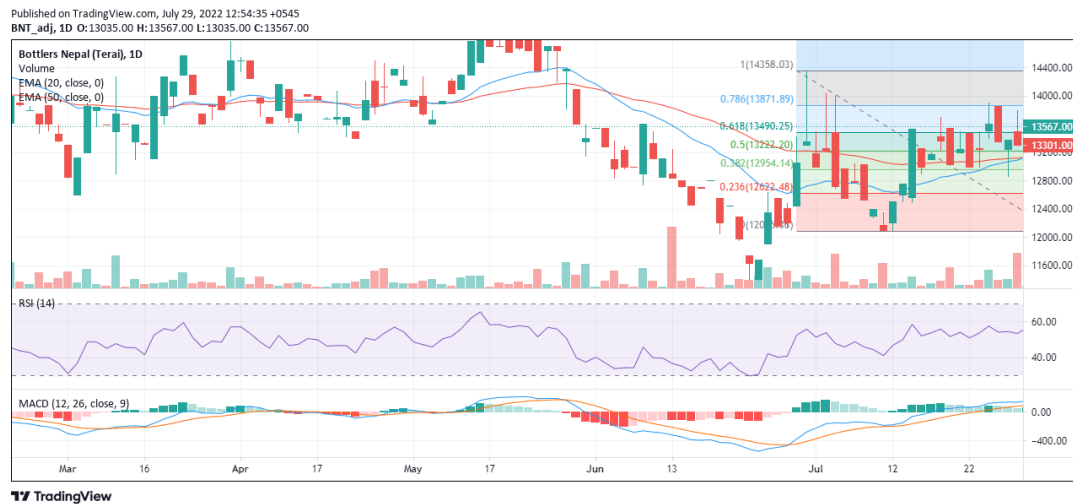 Published on TradingView.com, July 29, 2022 12:54:35 +0545
BNT_adj, 1D O:13035.00 H:13567.00 L:13035.00 C:13567.00
Bottlers Nepal (Terai), 1D
Volume
EMA (20, close, 0)
EMA (50, close, 0)
1(14358.03)
0.786(13871.89)
0.618(13490.25)
0.5(13222.20)
0.382(12954.14)
0.236(12622.48)
14400.00
14000.00
13567.00
13301.00
13200.00
12800.00
12400.00
12000.00
11600.00
RSI (14)
60.00
40.00
MACD (12, 26, close, 9)
0.00
−400.00
Mar 16 Apr 17 May 17 Jun 13 Jul 12 22
TradingView